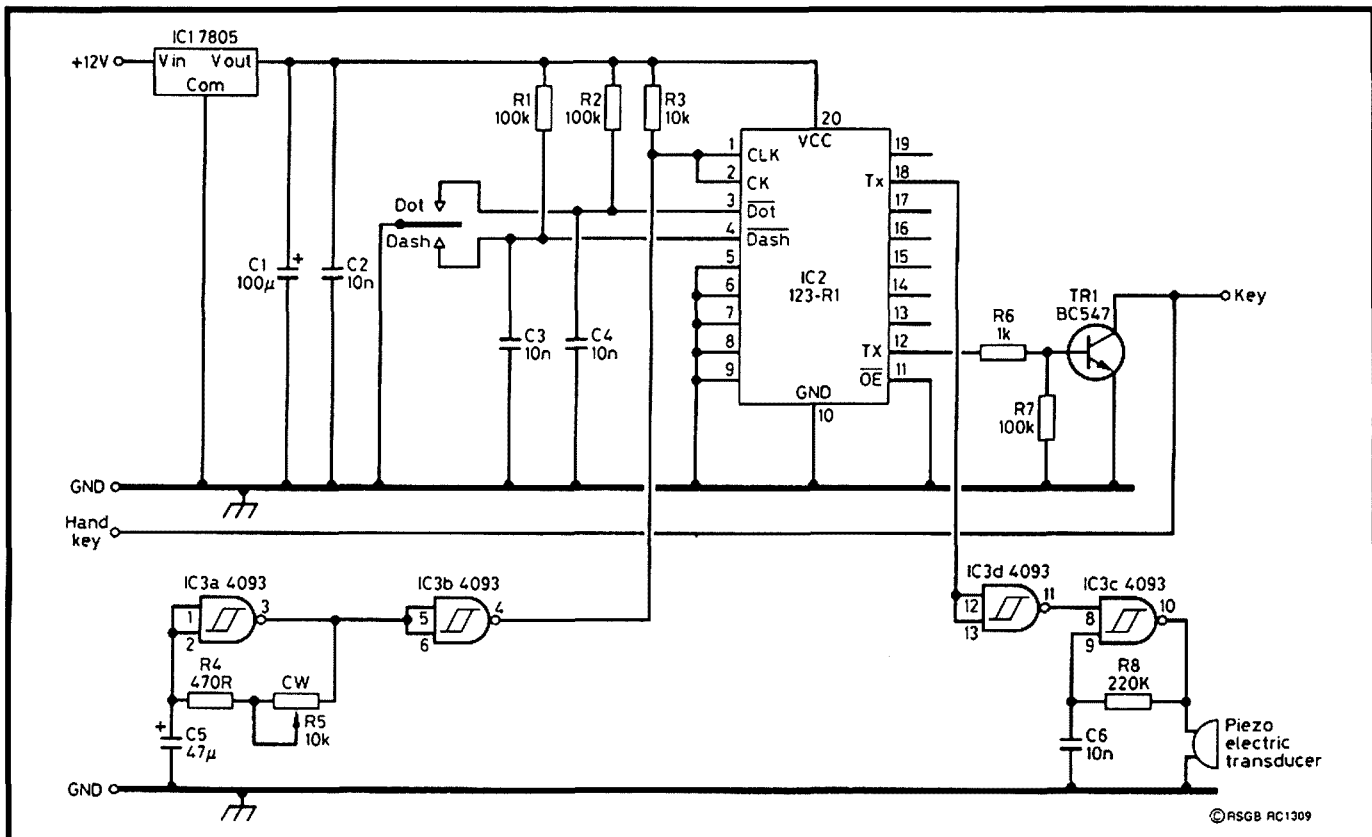 IC1 7805
+12V
Vin Vout
Com
R1
100k
R2
100k
R3
10k
20
VCC
1 CLK
2 CK
3 Dot
4 Dash
5
6
7
8
9
IC2
123-R1
GND
10
19
18 Tx
17
16
15
14
13
12 TX
11 OE
Dot
Dash
C1
100µ
+
C2
10n
C3
10n
C4
10n
R6
1k
R7
100k
TR1
BC547
Key
GND
Hand
key
IC3a 4093
1
2
3
IC3b 4093
5
6
4
IC3d 4093
12
13
11
IC3c 4093
8
9
10
R4
470R
CW
R5
10k
+
C5
47µ
R8
220K
C6
10n
Piezo
electric
transducer
GND
©RSGB RC1309